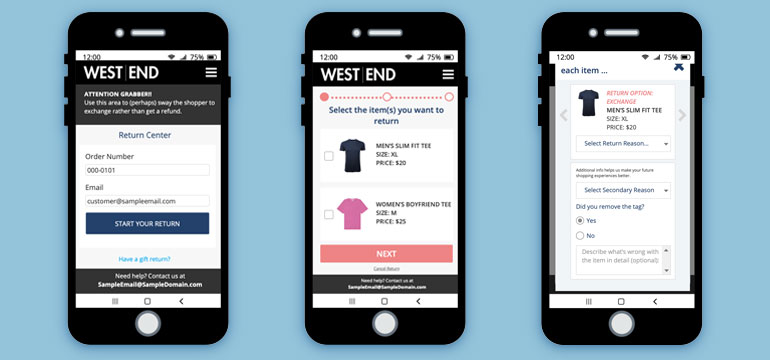 12:00 75%
WEST END
ATTENTION GRABBER!!!
Use this area to (perhaps) sway the shopper to
exchange rather than get a refund.
Return Center
Order Number
000-0101
Email
customer@sampleemail.com
START YOUR RETURN
Have a gift return?
Need help? Contact us at
SampleEmail@SampleDomain.com
12:00 75%
WEST END
Select the item(s) you want to
return
MEN'S SLIM FIT TEE
SIZE: XL
PRICE: $20
WOMEN'S BOYFRIEND TEE
SIZE: M
PRICE: $25
NEXT
Cancel Return
Need help? Contact us at
SampleEmail@SampleDomain.com
12:00 75%
each item ...
RETURN OPTION:
EXCHANGE
MEN'S SLIM FIT TEE
SIZE: XL
PRICE: $20
Select Return Reason...
Additional info helps us make your future
shopping experiences better.
Select Secondary Reason
Did you remove the tag?
Yes
No
Describe what's wrong with
the item in detail (optional):